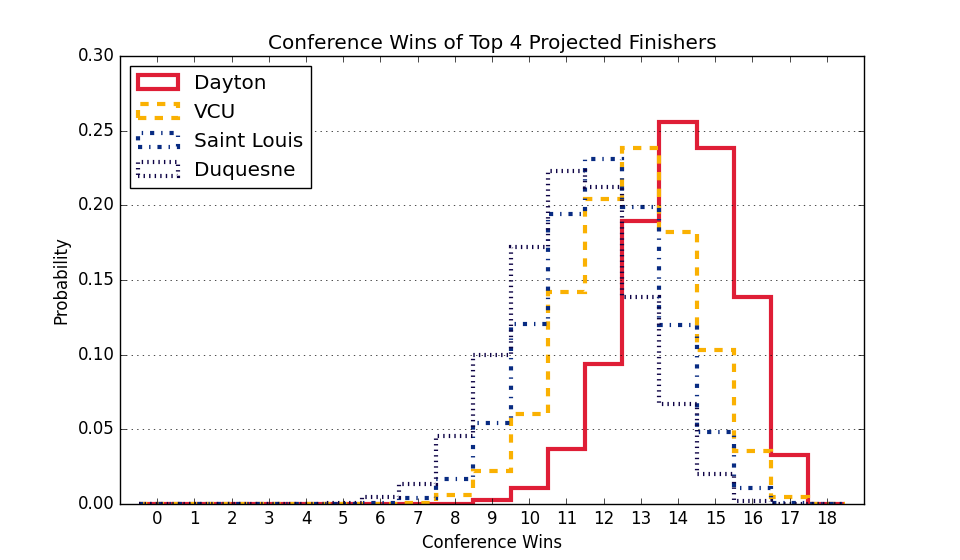 Conference Wins of Top 4 Projected Finishers
0.30
0.25
0.20
0.15
0.10
0.05
0.00
Probability
Dayton
VCU
Saint Louis
Duquesne
0 1 2 3 4 5 6 7 8 9 10 11 12 13 14 15 16 17 18
Conference Wins